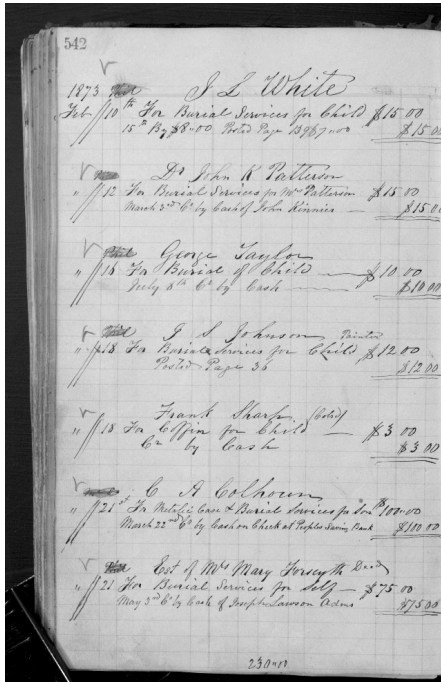 542
1873 J L White
Feb 10th For Burial Services for Child $15 00
15th By $8"00 Posted Page B9 $7"00 $15 00
Dr John K Patterson
" 12 For Burial Services for Mrs Patterson $15 00
March 3rd Cr by Cash of John Kinnier — $15 00
George Taylor
" 18 For Burial of Child — $10 00
July 8th Cr by Cash — $10 00
J S Johnson Painter
" 18 For Burial Services for Child $12 00
Posted Page 36 $12 00
Frank Sharp (Cold)
" 18 For Coffin for Child — $3 00
Cr by Cash $3 00
C A Colhoun
" 21st For Metalic Case & Burial Services for Son $100"00
March 22nd Cr by Cash on Check at Peoples Saving Bank $100 00
Est of Mrs Mary Forsyth Decd
" 21 For Burial Services for Self — $75 00
May 3rd Cr by Cash of Joseph Lawson Adms $75 00
230"00